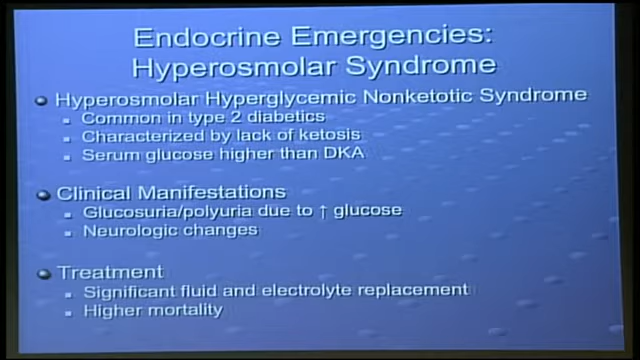 Endocrine Emergencies:
Hyperosmolar Syndrome
Hyperosmolar Hyperglycemic Nonketotic Syndrome
Common in type 2 diabetics
Characterized by lack of ketosis
Serum glucose higher than DKA
Clinical Manifestations
Glucosuria/polyuria due to ↑ glucose
Neurologic changes
Treatment
Significant fluid and electrolyte replacement
Higher mortality